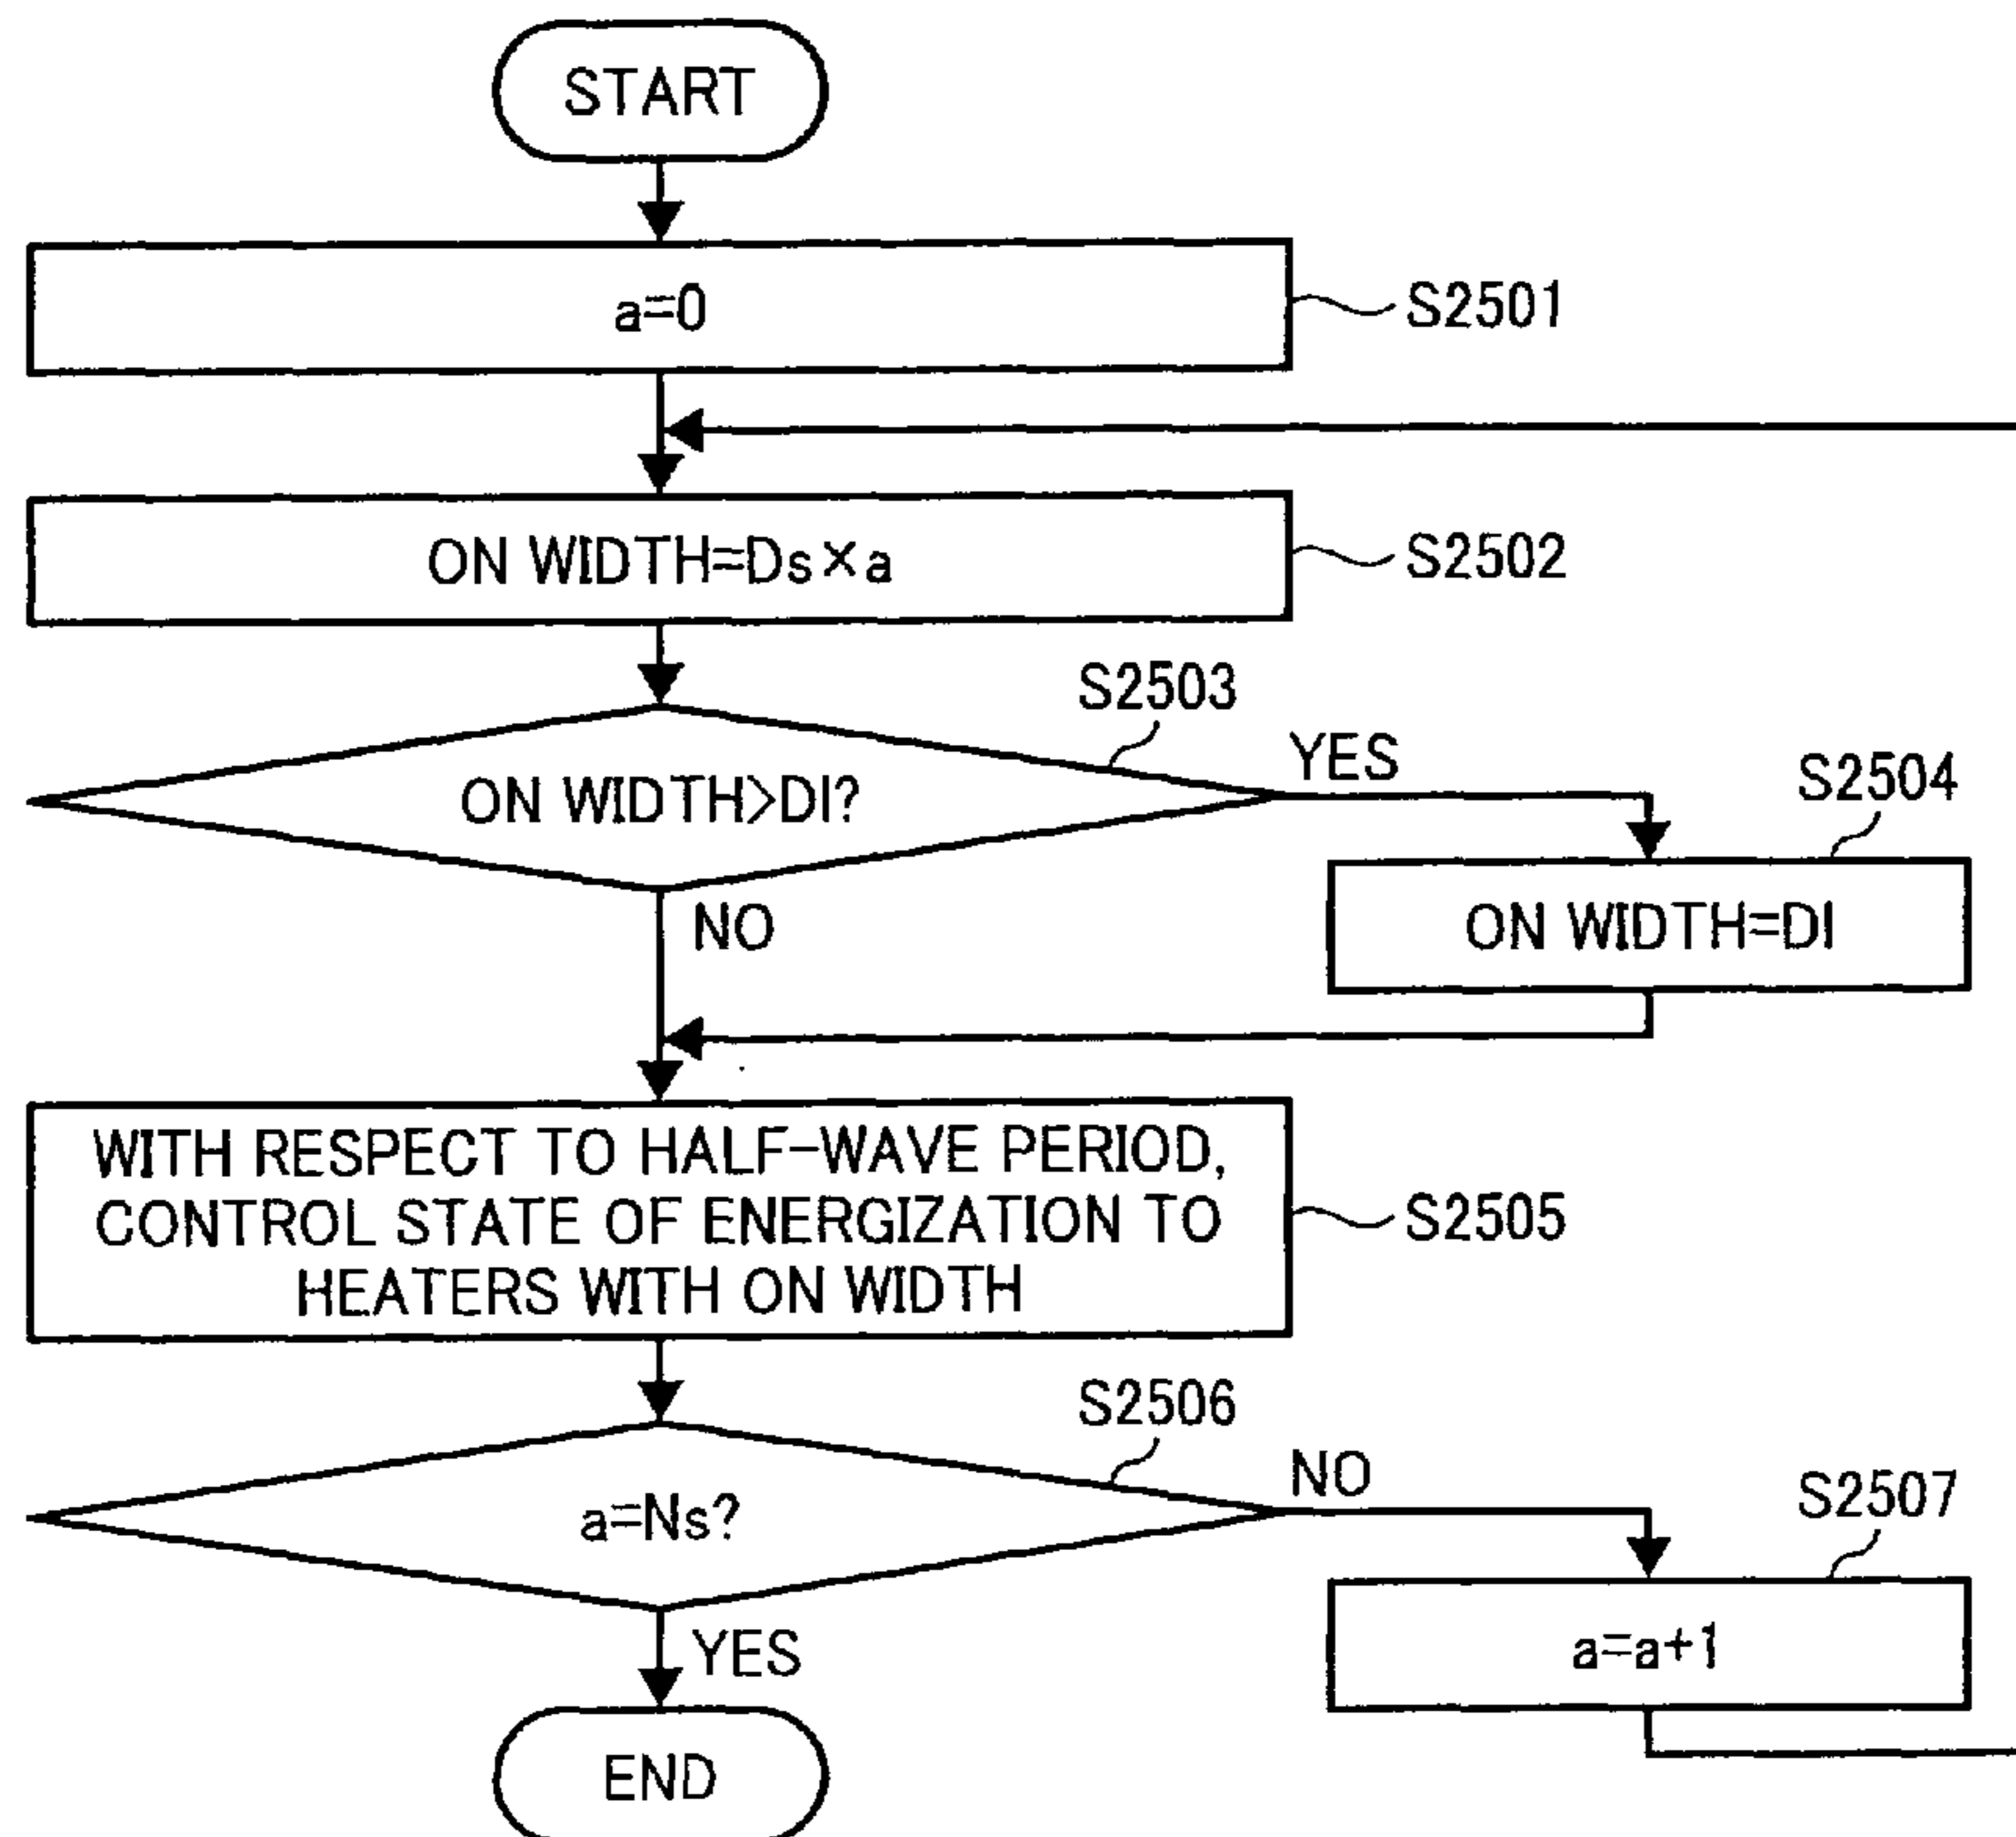 START
a=0
S2501
ON WIDTH=Ds×a
S2502
S2503
ON WIDTH>DI?
YES
S2504
NO
ON WIDTH=DI
WITH RESPECT TO HALF-WAVE PERIOD,
CONTROL STATE OF ENERGIZATION TO
HEATERS WITH ON WIDTH
S2505
S2506
a=Ns?
NO
S2507
YES
a=a+1
END